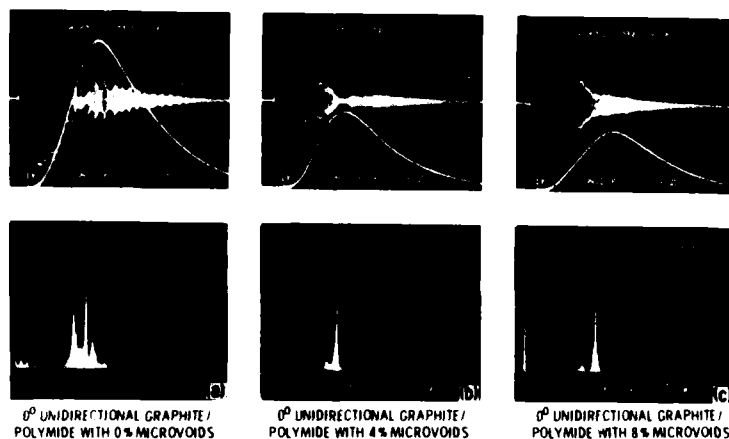 (b)
(c)
0° UNIDIRECTIONAL GRAPHITE/
POLYMIDE WITH 0% MICROVOIDS
0° UNIDIRECTIONAL GRAPHITE/
POLYMIDE WITH 4% MICROVOIDS
0° UNIDIRECTIONAL GRAPHITE/
POLYMIDE WITH 8% MICROVOIDS